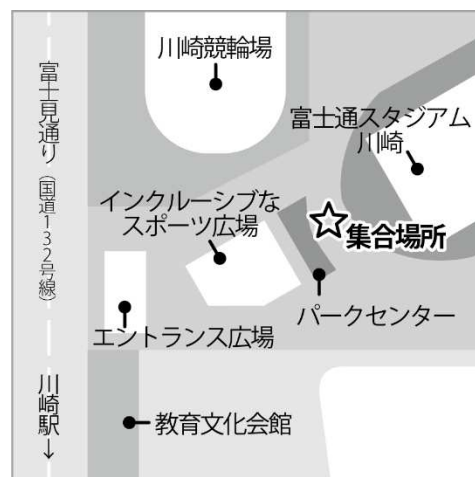 川崎競輪場
富士見通り（国道132号線）
富士通スタジアム
川崎
インクルーシブな
スポーツ広場
集合場所
パークセンター
エントランス広場
川崎駅↓
教育文化会館